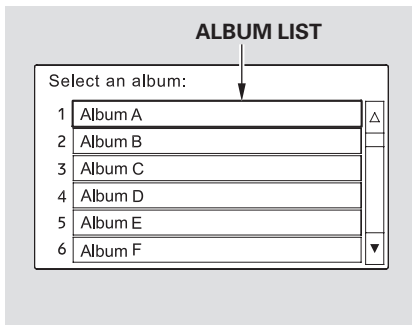 ALBUM LIST
Select an album:
1 Album A
2 Album B
3 Album C
4 Album D
5 Album E
6 Album F